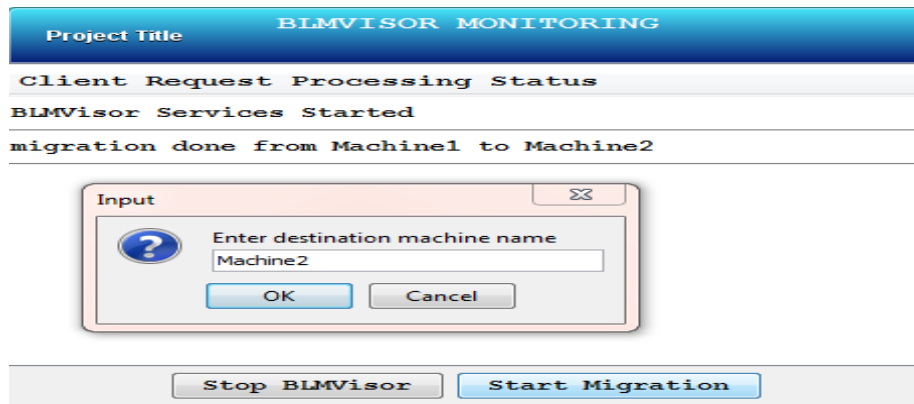 BLMVISOR MONITORING
Project Title
Client Request Processing Status
BLMVisor Services Started
migration done from Machine1 to Machine2
Input
Enter destination machine name
Machine2
OK Cancel
Stop BLMVisor Start Migration